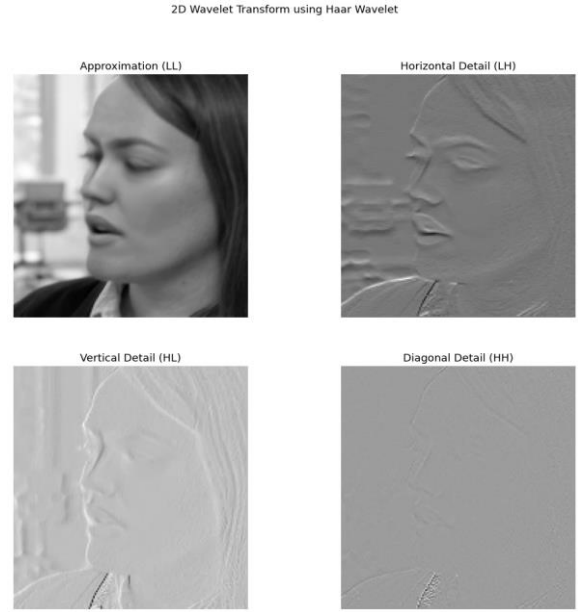 2D Wavelet Transform using Haar Wavelet
Approximation (LL)
Horizontal Detail (LH)
Vertical Detail (HL)
Diagonal Detail (HH)